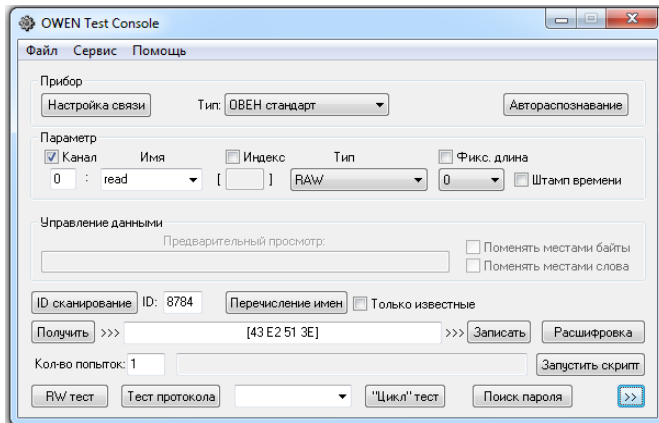 OWEN Test Console
Файл Сервис Помощь
Прибор
Настройка связи Тип: ОВЕН стандарт Автораспознавание
Параметр
Канал Имя Индекс Тип Фикс. длина
0 : read [ ] RAW 0 Штамп времени
Управление данными
Предварительный просмотр:
Поменять местами байты
Поменять местами слова
ID сканирование ID: 8784 Перечисление имен Только известные
Получить >>> [43 E2 51 3E] >>> Записать Расшифровка
Кол-во попыток: 1 Запустить скрипт
RW тест Тест протокола "Цикл" тест Поиск пароля >>